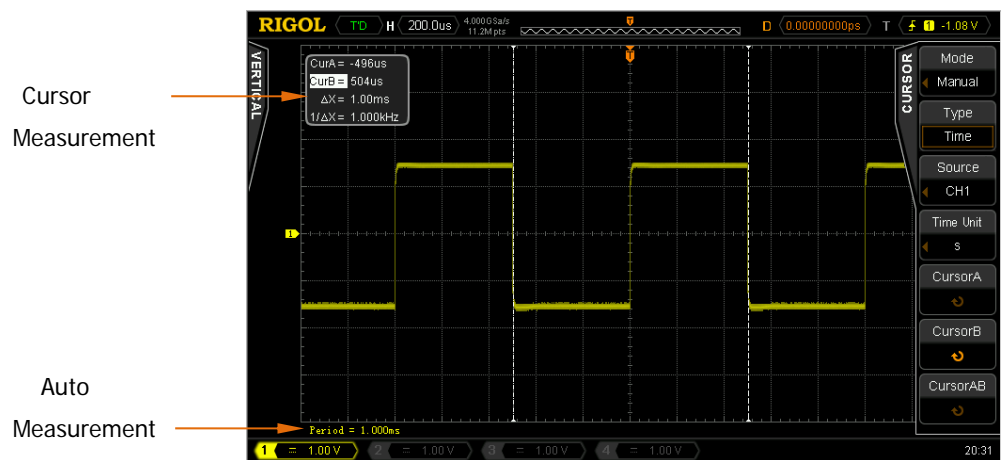 RIGOL T'D H 200.0us 4.000GSa/s 11.2Mpts D 0.00000000ps T 1 -1.08 V
VERTICAL
CurA = -496us
CurB = 504us
ΔX = 1.00ms
1/ΔX = 1.000kHz
Cursor
Measurement
CURSOR
Mode
Manual
Type
Time
Source
CH1
Time Unit
s
CursorA
CursorB
CursorAB
1
Auto
Measurement
Period = 1.000ms
1 = 1.00 V 2 = 1.00 V 3 = 1.00 V 4 = 1.00 V 20:31